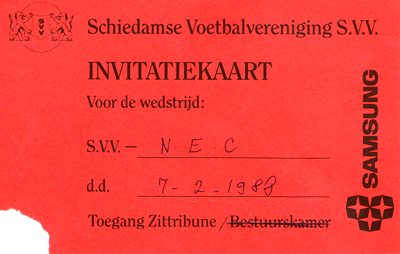 Schiedamse Voetbalvereniging S.V.V.
INVITATIEKAART
Voor de wedstrijd:
S.V.V. – N E C
d.d. 7-2-1988
Toegang Zittribune / Bestuurskamer
SAMSUNG
S.V.V.